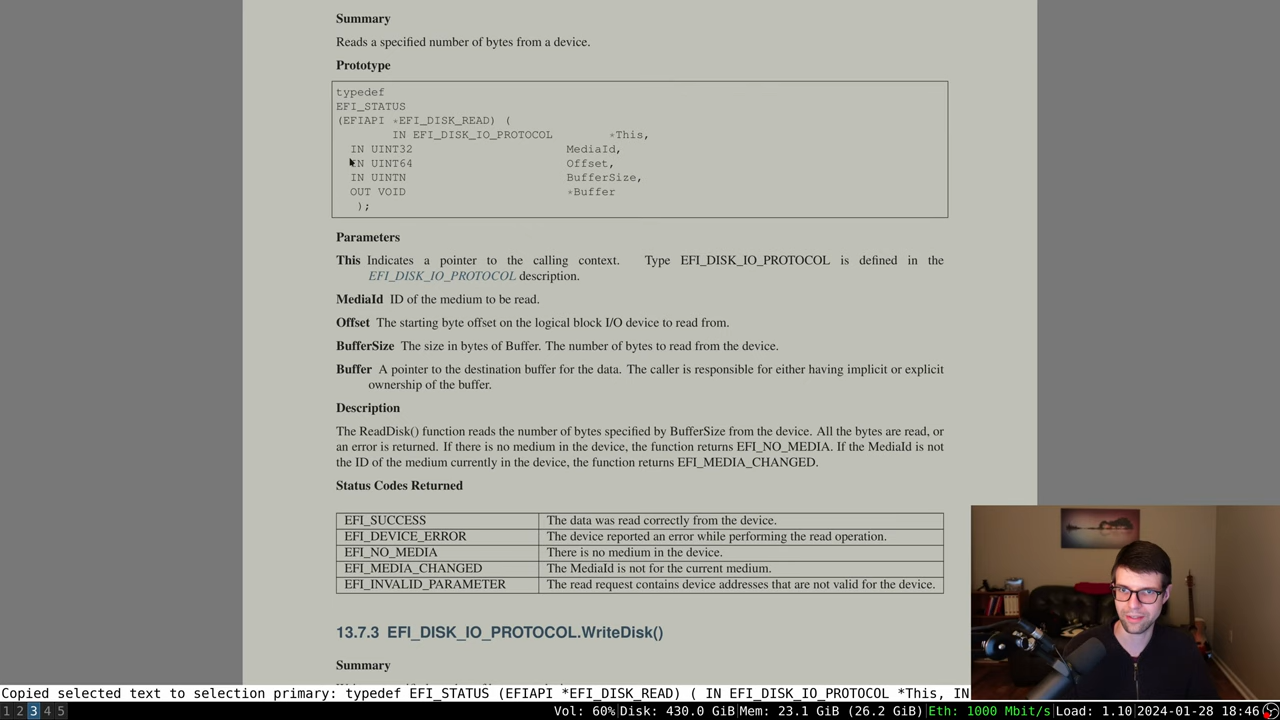 Summary
Reads a specified number of bytes from a device.
Prototype
typedef
EFI_STATUS
(EFIAPI *EFI_DISK_READ) (
IN EFI_DISK_IO_PROTOCOL *This,
IN UINT32 MediaId,
IN UINT64 Offset,
IN UINTN BufferSize,
OUT VOID *Buffer
);
Parameters
This Indicates a pointer to the calling context. Type EFI_DISK_IO_PROTOCOL is defined in the
EFI_DISK_IO_PROTOCOL description.
MediaId ID of the medium to be read.
Offset The starting byte offset on the logical block I/O device to read from.
BufferSize The size in bytes of Buffer. The number of bytes to read from the device.
Buffer A pointer to the destination buffer for the data. The caller is responsible for either having implicit or explicit
ownership of the buffer.
Description
The ReadDisk() function reads the number of bytes specified by BufferSize from the device. All the bytes are read, or
an error is returned. If there is no medium in the device, the function returns EFI_NO_MEDIA. If the MediaId is not
the ID of the medium currently in the device, the function returns EFI_MEDIA_CHANGED.
Status Codes Returned
EFI_SUCCESS The data was read correctly from the device.
EFI_DEVICE_ERROR The device reported an error while performing the read operation.
EFI_NO_MEDIA There is no medium in the device.
EFI_MEDIA_CHANGED The MediaId is not for the current medium.
EFI_INVALID_PARAMETER The read request contains device addresses that are not valid for the device.
13.7.3 EFI_DISK_IO_PROTOCOL.WriteDisk()
Summary
Copied selected text to selection primary: typedef EFI_STATUS (EFIAPI *EFI_DISK_READ) ( IN EFI_DISK_IO_PROTOCOL *This, IN
1 2 3 4 5 Vol: 60% Disk: 430.0 GiB Mem: 23.1 GiB (26.2 GiB) Eth: 1000 Mbit/s Load: 1.10 2024-01-28 18:46